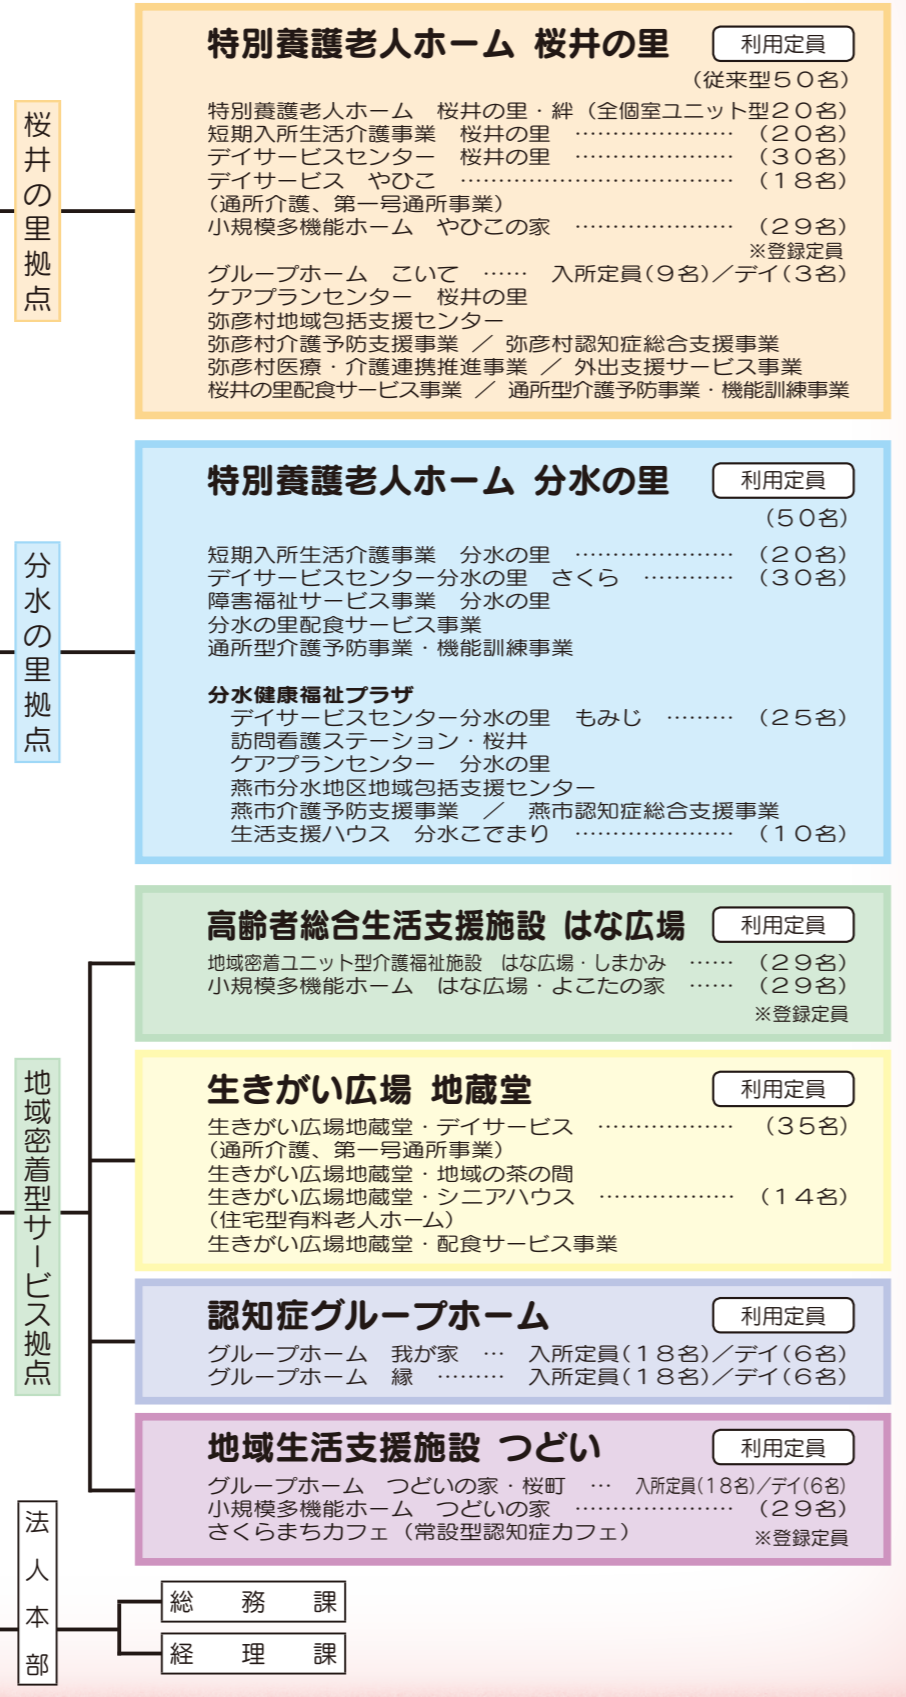 桜井の里拠点
特別養護老人ホーム 桜井の里 利用定員
(従来型50名)
特別養護老人ホーム 桜井の里・絆(全個室ユニット型20名)
短期入所生活介護事業 桜井の里 ………………… (20名)
デイサービスセンター 桜井の里 ………………… (30名)
デイサービス やひこ ……………………………… (18名)
(通所介護、第一号通所事業)
小規模多機能ホーム やひこの家 ………………… (29名)
※登録定員
グループホーム こいて …… 入所定員(9名)/デイ(3名)
ケアプランセンター 桜井の里
弥彦村地域包括支援センター
弥彦村介護予防支援事業 / 弥彦村認知症総合支援事業
弥彦村医療・介護連携推進事業 / 外出支援サービス事業
桜井の里配食サービス事業 / 通所型介護予防事業・機能訓練事業
分水の里拠点
特別養護老人ホーム 分水の里 利用定員
(50名)
短期入所生活介護事業 分水の里 ………………… (20名)
デイサービスセンター分水の里 さくら ………… (30名)
障害福祉サービス事業 分水の里
分水の里配食サービス事業
通所型介護予防事業・機能訓練事業
分水健康福祉プラザ
デイサービスセンター分水の里 もみじ ……… (25名)
訪問看護ステーション・桜井
ケアプランセンター 分水の里
燕市分水地区地域包括支援センター
燕市介護予防支援事業 / 燕市認知症総合支援事業
生活支援ハウス 分水こでまり ………………… (10名)
地域密着型サービス拠点
高齢者総合生活支援施設 はな広場 利用定員
地域密着ユニット型介護福祉施設 はな広場・しまかみ …… (29名)
小規模多機能ホーム はな広場・よこたの家 …… (29名)
※登録定員
生きがい広場 地蔵堂 利用定員
生きがい広場地蔵堂・デイサービス ……………… (35名)
(通所介護、第一号通所事業)
生きがい広場地蔵堂・地域の茶の間
生きがい広場地蔵堂・シニアハウス ……………… (14名)
(住宅型有料老人ホーム)
生きがい広場地蔵堂・配食サービス事業
認知症グループホーム 利用定員
グループホーム 我が家 … 入所定員(18名)/デイ(6名)
グループホーム 縁 ……… 入所定員(18名)/デイ(6名)
地域生活支援施設 つどい 利用定員
グループホーム つどいの家・桜町 … 入所定員(18名)/デイ(6名)
小規模多機能ホーム つどいの家 ………………… (29名)
さくらまちカフェ(常設型認知症カフェ) ※登録定員
法人本部
総務課
経理課